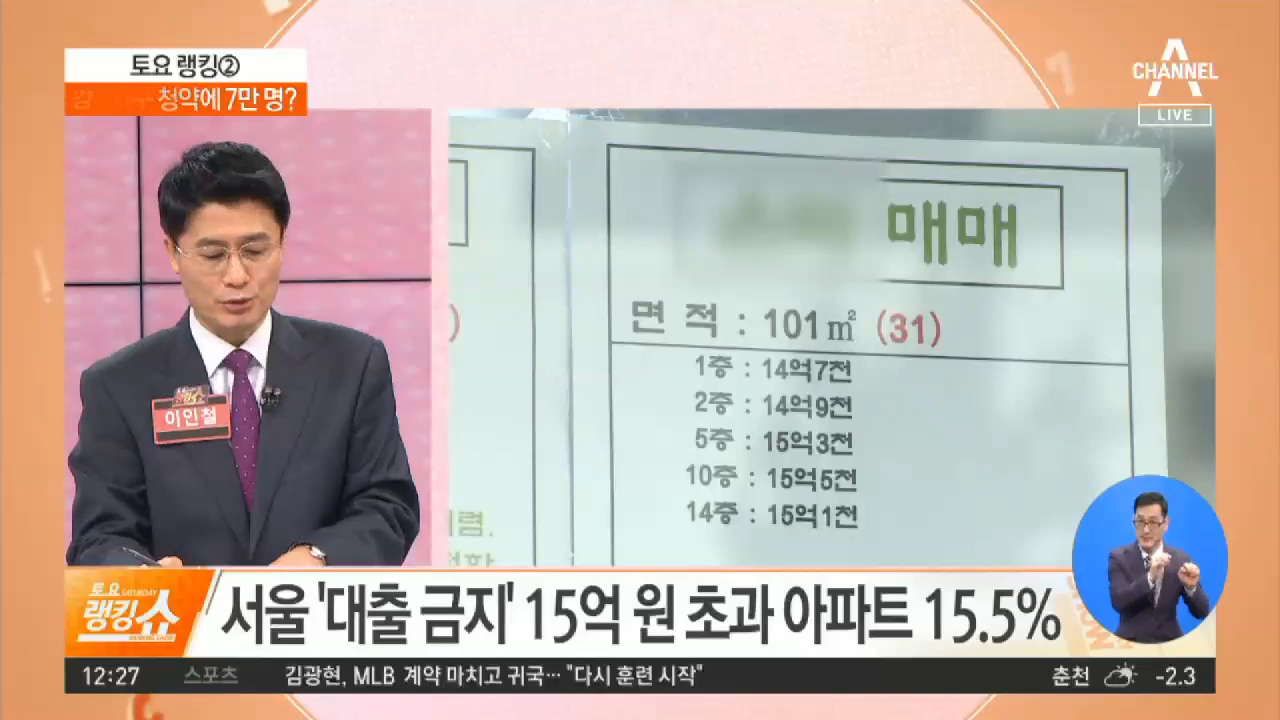 토요 랭킹②
청약에 7만 명?
CHANNEL A
LIVE
매매
면 적 : 101㎡ (31)
1층 : 14억7천
2층 : 14억9천
5층 : 15억3천
10층 : 15억5천
14층 : 15억1천
이인철
토요 SATURDAY
랭킹쇼
서울 '대출 금지' 15억 원 초과 아파트 15.5%
12:27 스포츠 김광현, MLB 계약 마치고 귀국… "다시 훈련 시작" 춘천 -2.3